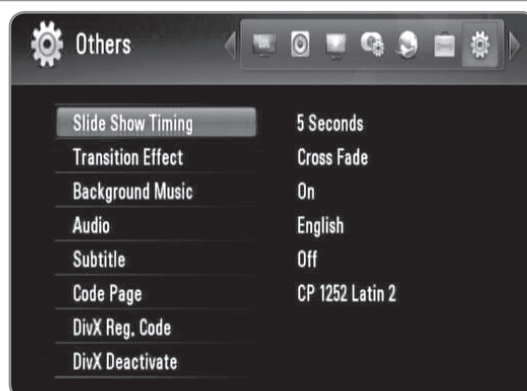 Others
Slide Show Timing 5 Seconds
Transition Effect Cross Fade
Background Music On
Audio English
Subtitle Off
Code Page CP 1252 Latin 2
DivX Reg. Code
DivX Deactivate